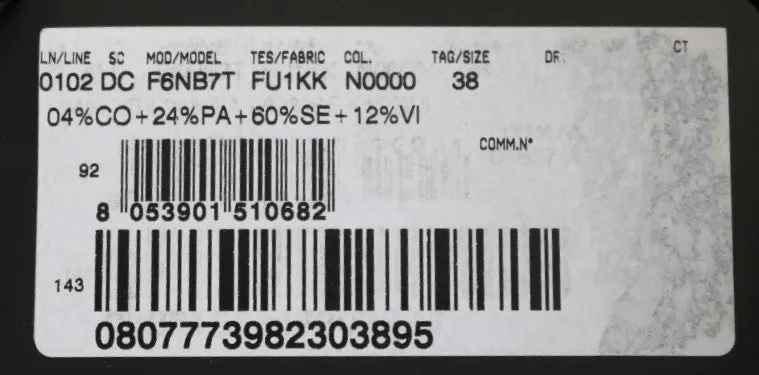 LN/LINE SC MOD/MODEL TES/FABRIC COL. TAG/SIZE DR. CT
0102 DC F6NB7T FU1KK N0000 38
04%CO+24%PA+60%SE+12%VI
COMM.N°
92
8 053901 510682
143
0807773982303895